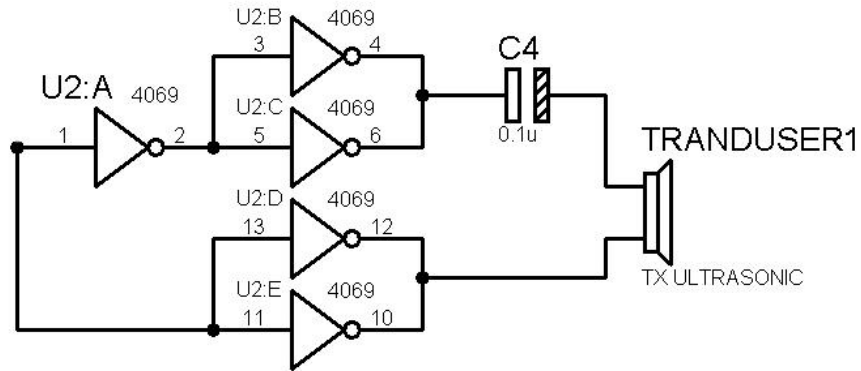 U2:B 4069
3 4
U2:A 4069
1 2
U2:C 4069
5 6
C4
0.1u
TRANDUSER1
U2:D 4069
13 12
TX ULTRASONIC
U2:E 4069
11 10